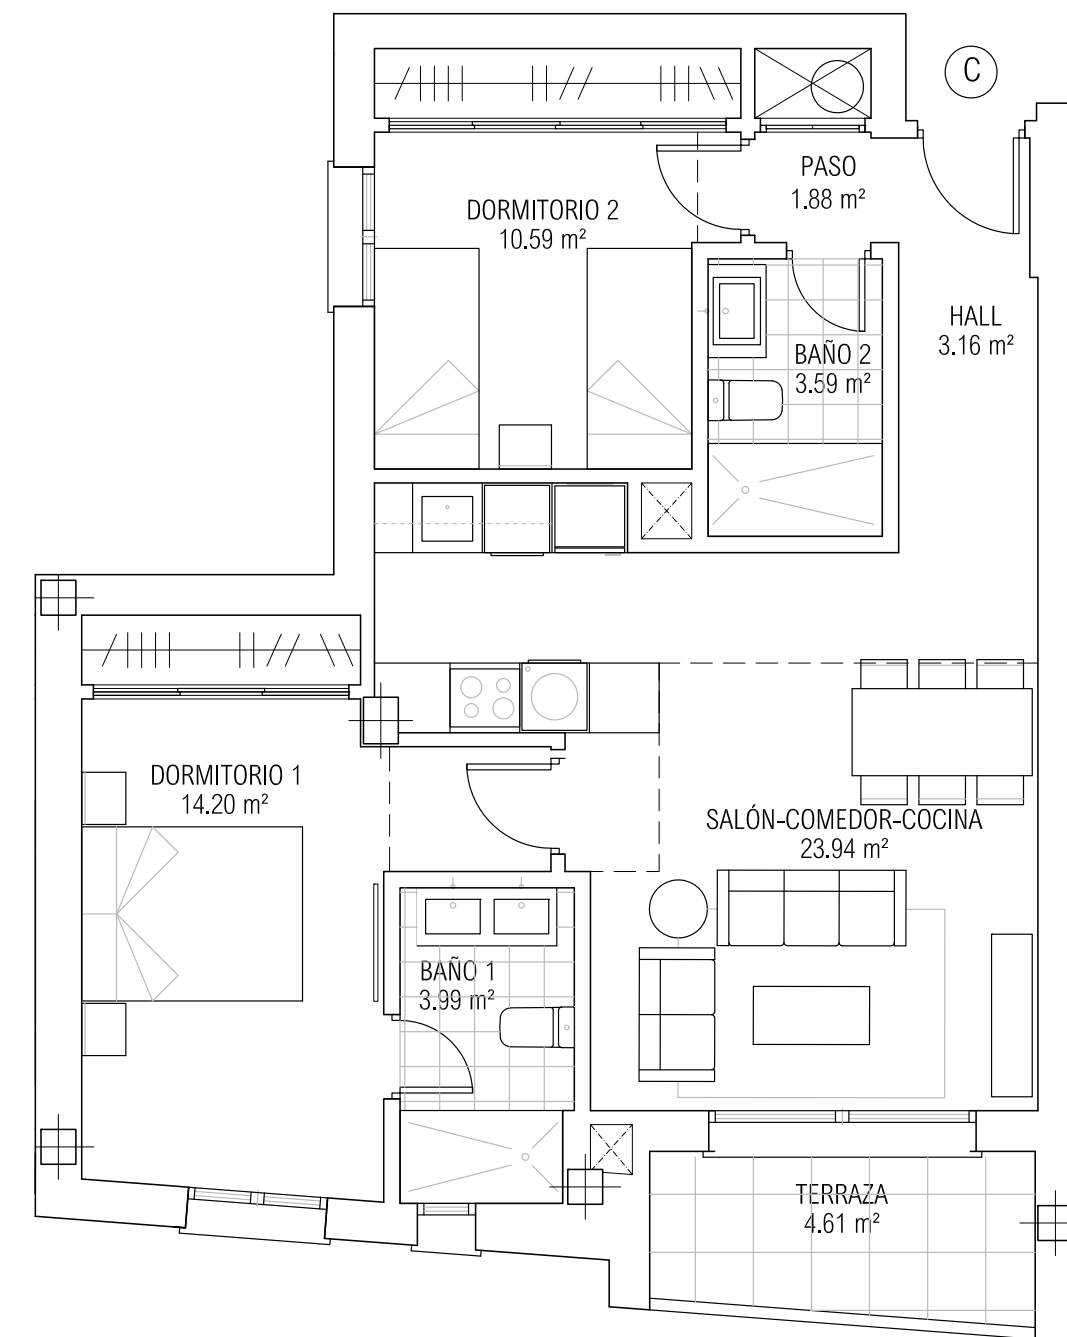 C
PASO
1.88 m²
DORMITORIO 2
10.59 m²
HALL
3.16 m²
BAÑO 2
3.59 m²
DORMITORIO 1
14.20 m²
SALÓN-COMEDOR-COCINA
23.94 m²
BAÑO 1
3.99 m²
TERRAZA
4.61 m²